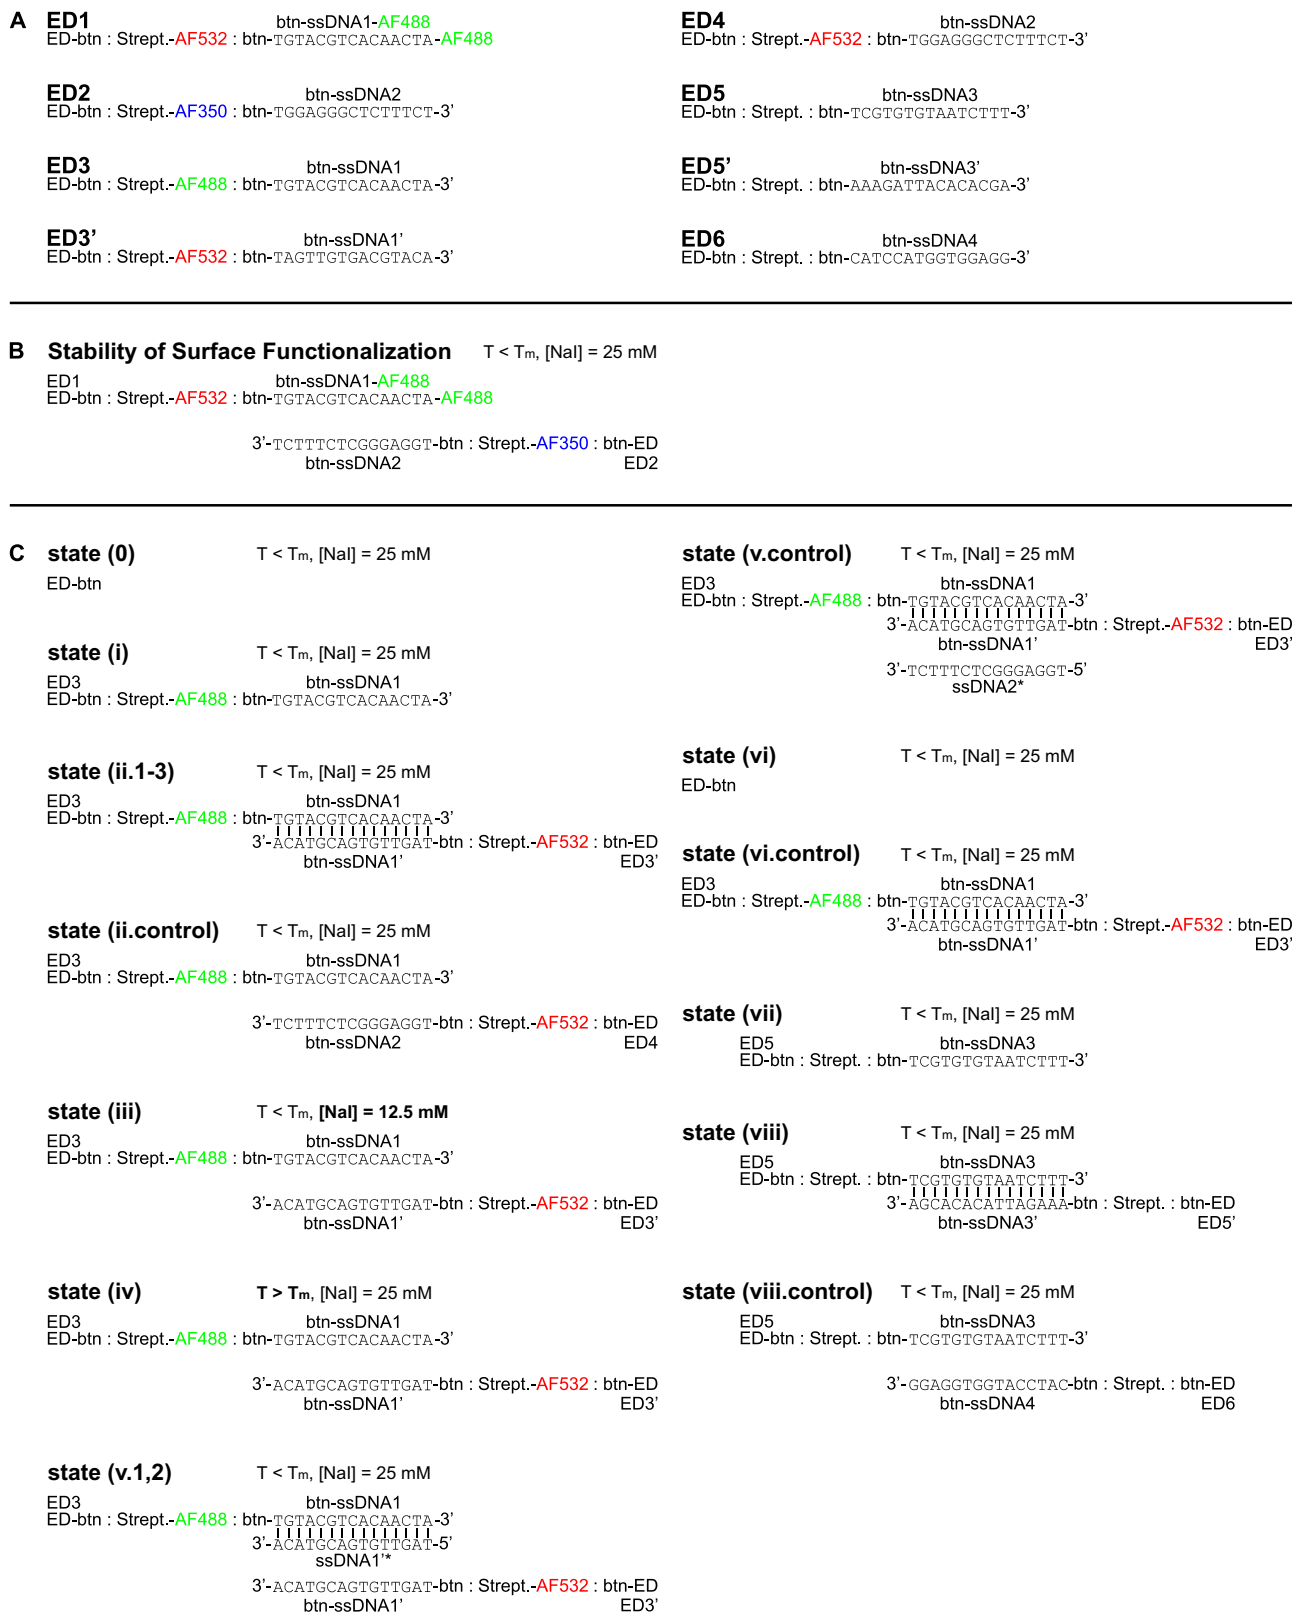 A
ED1
btn-ssDNA1-AF488
ED-btn : Strept.-AF532 : btn-TGTACGTCACAACTA-AF488
ED2
btn-ssDNA2
ED-btn : Strept.-AF350 : btn-TGGAGGGCTCTTTCT-3’
ED3
btn-ssDNA1
ED-btn : Strept.-AF488 : btn-TGTACGTCACAACTA-3’
ED3’
btn-ssDNA1’
ED-btn : Strept.-AF532 : btn-TAGTTGTGACGTACA-3’
ED4
btn-ssDNA2
ED-btn : Strept.-AF532 : btn-TGGAGGGCTCTTTCT-3’
ED5
btn-ssDNA3
ED-btn : Strept. : btn-TCGTGTGTAATCTTT-3’
ED5’
btn-ssDNA3’
ED-btn : Strept. : btn-AAAGATTACACACGA-3’
ED6
btn-ssDNA4
ED-btn : Strept. : btn-CATCCATGGTGGAGG-3’
B Stability of Surface Functionalization T < Tm, [NaI] = 25 mM
ED1
btn-ssDNA1-AF488
ED-btn : Strept.-AF532 : btn-TGTACGTCACAACTA-AF488
3’-TCTTTCTCGGGAGGT-btn : Strept.-AF350 : btn-ED
btn-ssDNA2 ED2
C state (0) T < Tm, [NaI] = 25 mM
ED-btn
state (i) T < Tm, [NaI] = 25 mM
ED3 btn-ssDNA1
ED-btn : Strept.-AF488 : btn-TGTACGTCACAACTA-3’
state (ii.1-3) T < Tm, [NaI] = 25 mM
ED3 btn-ssDNA1
ED-btn : Strept.-AF488 : btn-TGTACGTCACAACTA-3’
3’-ACATGCAGTGTTGAT-btn : Strept.-AF532 : btn-ED
btn-ssDNA1’ ED3’
state (ii.control) T < Tm, [NaI] = 25 mM
ED3 btn-ssDNA1
ED-btn : Strept.-AF488 : btn-TGTACGTCACAACTA-3’
3’-TCTTTCTCGGGAGGT-btn : Strept.-AF532 : btn-ED
btn-ssDNA2 ED4
state (iii) T < Tm, [NaI] = 12.5 mM
ED3 btn-ssDNA1
ED-btn : Strept.-AF488 : btn-TGTACGTCACAACTA-3’
3’-ACATGCAGTGTTGAT-btn : Strept.-AF532 : btn-ED
btn-ssDNA1’ ED3’
state (iv) T > Tm, [NaI] = 25 mM
ED3 btn-ssDNA1
ED-btn : Strept.-AF488 : btn-TGTACGTCACAACTA-3’
3’-ACATGCAGTGTTGAT-btn : Strept.-AF532 : btn-ED
btn-ssDNA1’ ED3’
state (v.1,2) T < Tm, [NaI] = 25 mM
ED3 btn-ssDNA1
ED-btn : Strept.-AF488 : btn-TGTACGTCACAACTA-3’
3’-ACATGCAGTGTTGAT-5’
ssDNA1’*
3’-ACATGCAGTGTTGAT-btn : Strept.-AF532 : btn-ED
btn-ssDNA1’ ED3’
state (v.control) T < Tm, [NaI] = 25 mM
ED3 btn-ssDNA1
ED-btn : Strept.-AF488 : btn-TGTACGTCACAACTA-3’
3’-ACATGCAGTGTTGAT-btn : Strept.-AF532 : btn-ED
btn-ssDNA1’ ED3’
3’-TCTTTCTCGGGAGGT-5’
ssDNA2*
state (vi) T < Tm, [NaI] = 25 mM
ED-btn
state (vi.control) T < Tm, [NaI] = 25 mM
ED3 btn-ssDNA1
ED-btn : Strept.-AF488 : btn-TGTACGTCACAACTA-3’
3’-ACATGCAGTGTTGAT-btn : Strept.-AF532 : btn-ED
btn-ssDNA1’ ED3’
state (vii) T < Tm, [NaI] = 25 mM
ED5 btn-ssDNA3
ED-btn : Strept. : btn-TCGTGTGTAATCTTT-3’
state (viii) T < Tm, [NaI] = 25 mM
ED5 btn-ssDNA3
ED-btn : Strept. : btn-TCGTGTGTAATCTTT-3’
3’-AGCACACATTAGAAA-btn : Strept. : btn-ED
btn-ssDNA3’ ED5’
state (viii.control) T < Tm, [NaI] = 25 mM
ED5 btn-ssDNA3
ED-btn : Strept. : btn-TCGTGTGTAATCTTT-3’
3’-GGAGGTGGTACCTAC-btn : Strept. : btn-ED
btn-ssDNA4 ED6